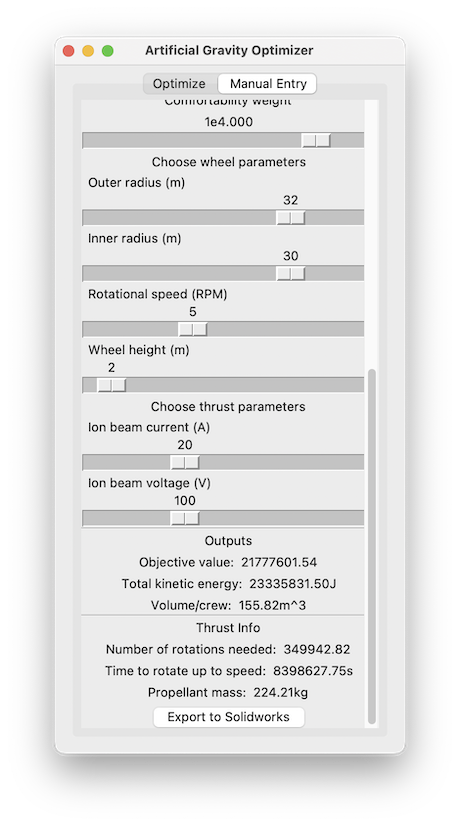 Artificial Gravity Optimizer
Optimize Manual Entry
Comfortability weight
1e4.000
Choose wheel parameters
Outer radius (m)
32
Inner radius (m)
30
Rotational speed (RPM)
5
Wheel height (m)
2
Choose thrust parameters
Ion beam current (A)
20
Ion beam voltage (V)
100
Outputs
Objective value: 21777601.54
Total kinetic energy: 23335831.50J
Volume/crew: 155.82m^3
Thrust Info
Number of rotations needed: 349942.82
Time to rotate up to speed: 8398627.75s
Propellant mass: 224.21kg
Export to Solidworks